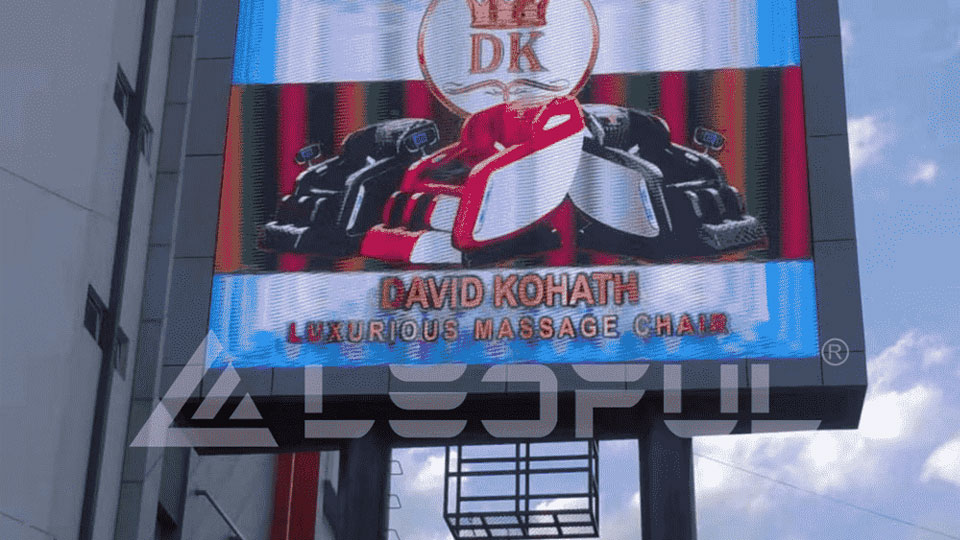 DK
DAVID KOHATH
LUXURIOUS MASSAGE CHAIR
LEDFUL®